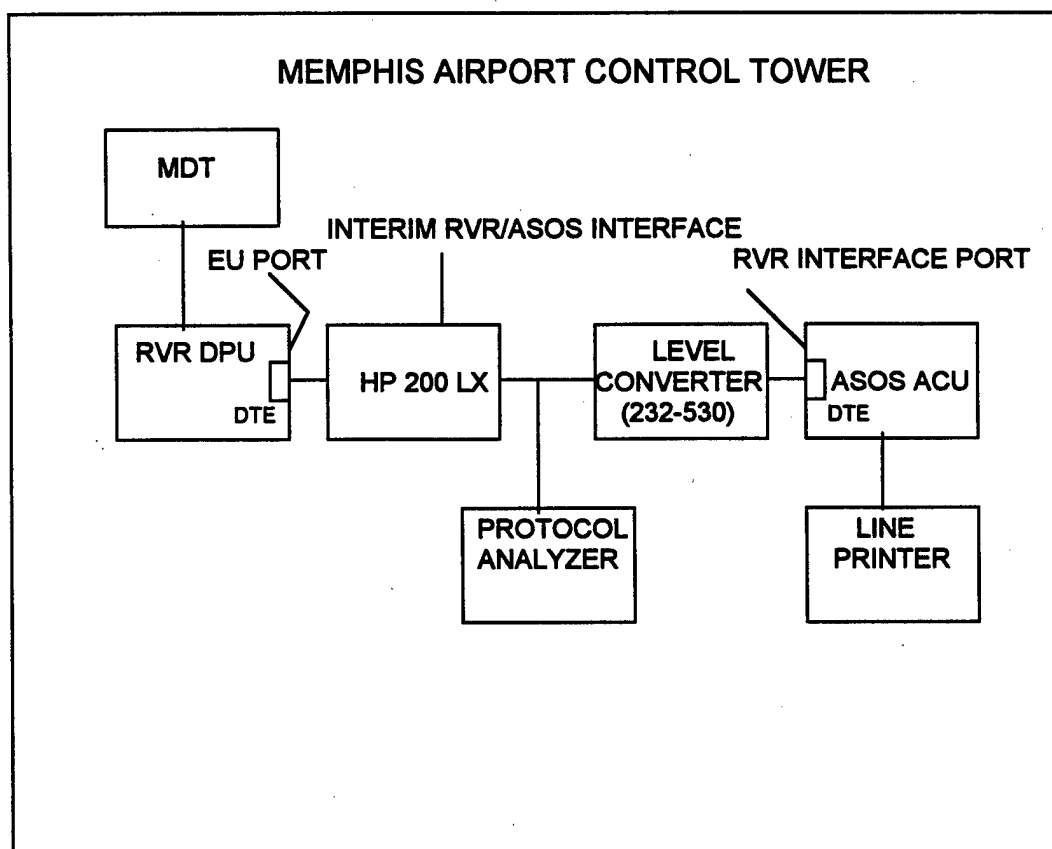 MEMPHIS AIRPORT CONTROL TOWER
MDT
INTERIM RVR/ASOS INTERFACE
EU PORT
RVR INTERFACE PORT
RVR DPU
DTE
HP 200 LX
LEVEL
CONVERTER
(232-530)
ASOS ACU
DTE
PROTOCOL
ANALYZER
LINE
PRINTER